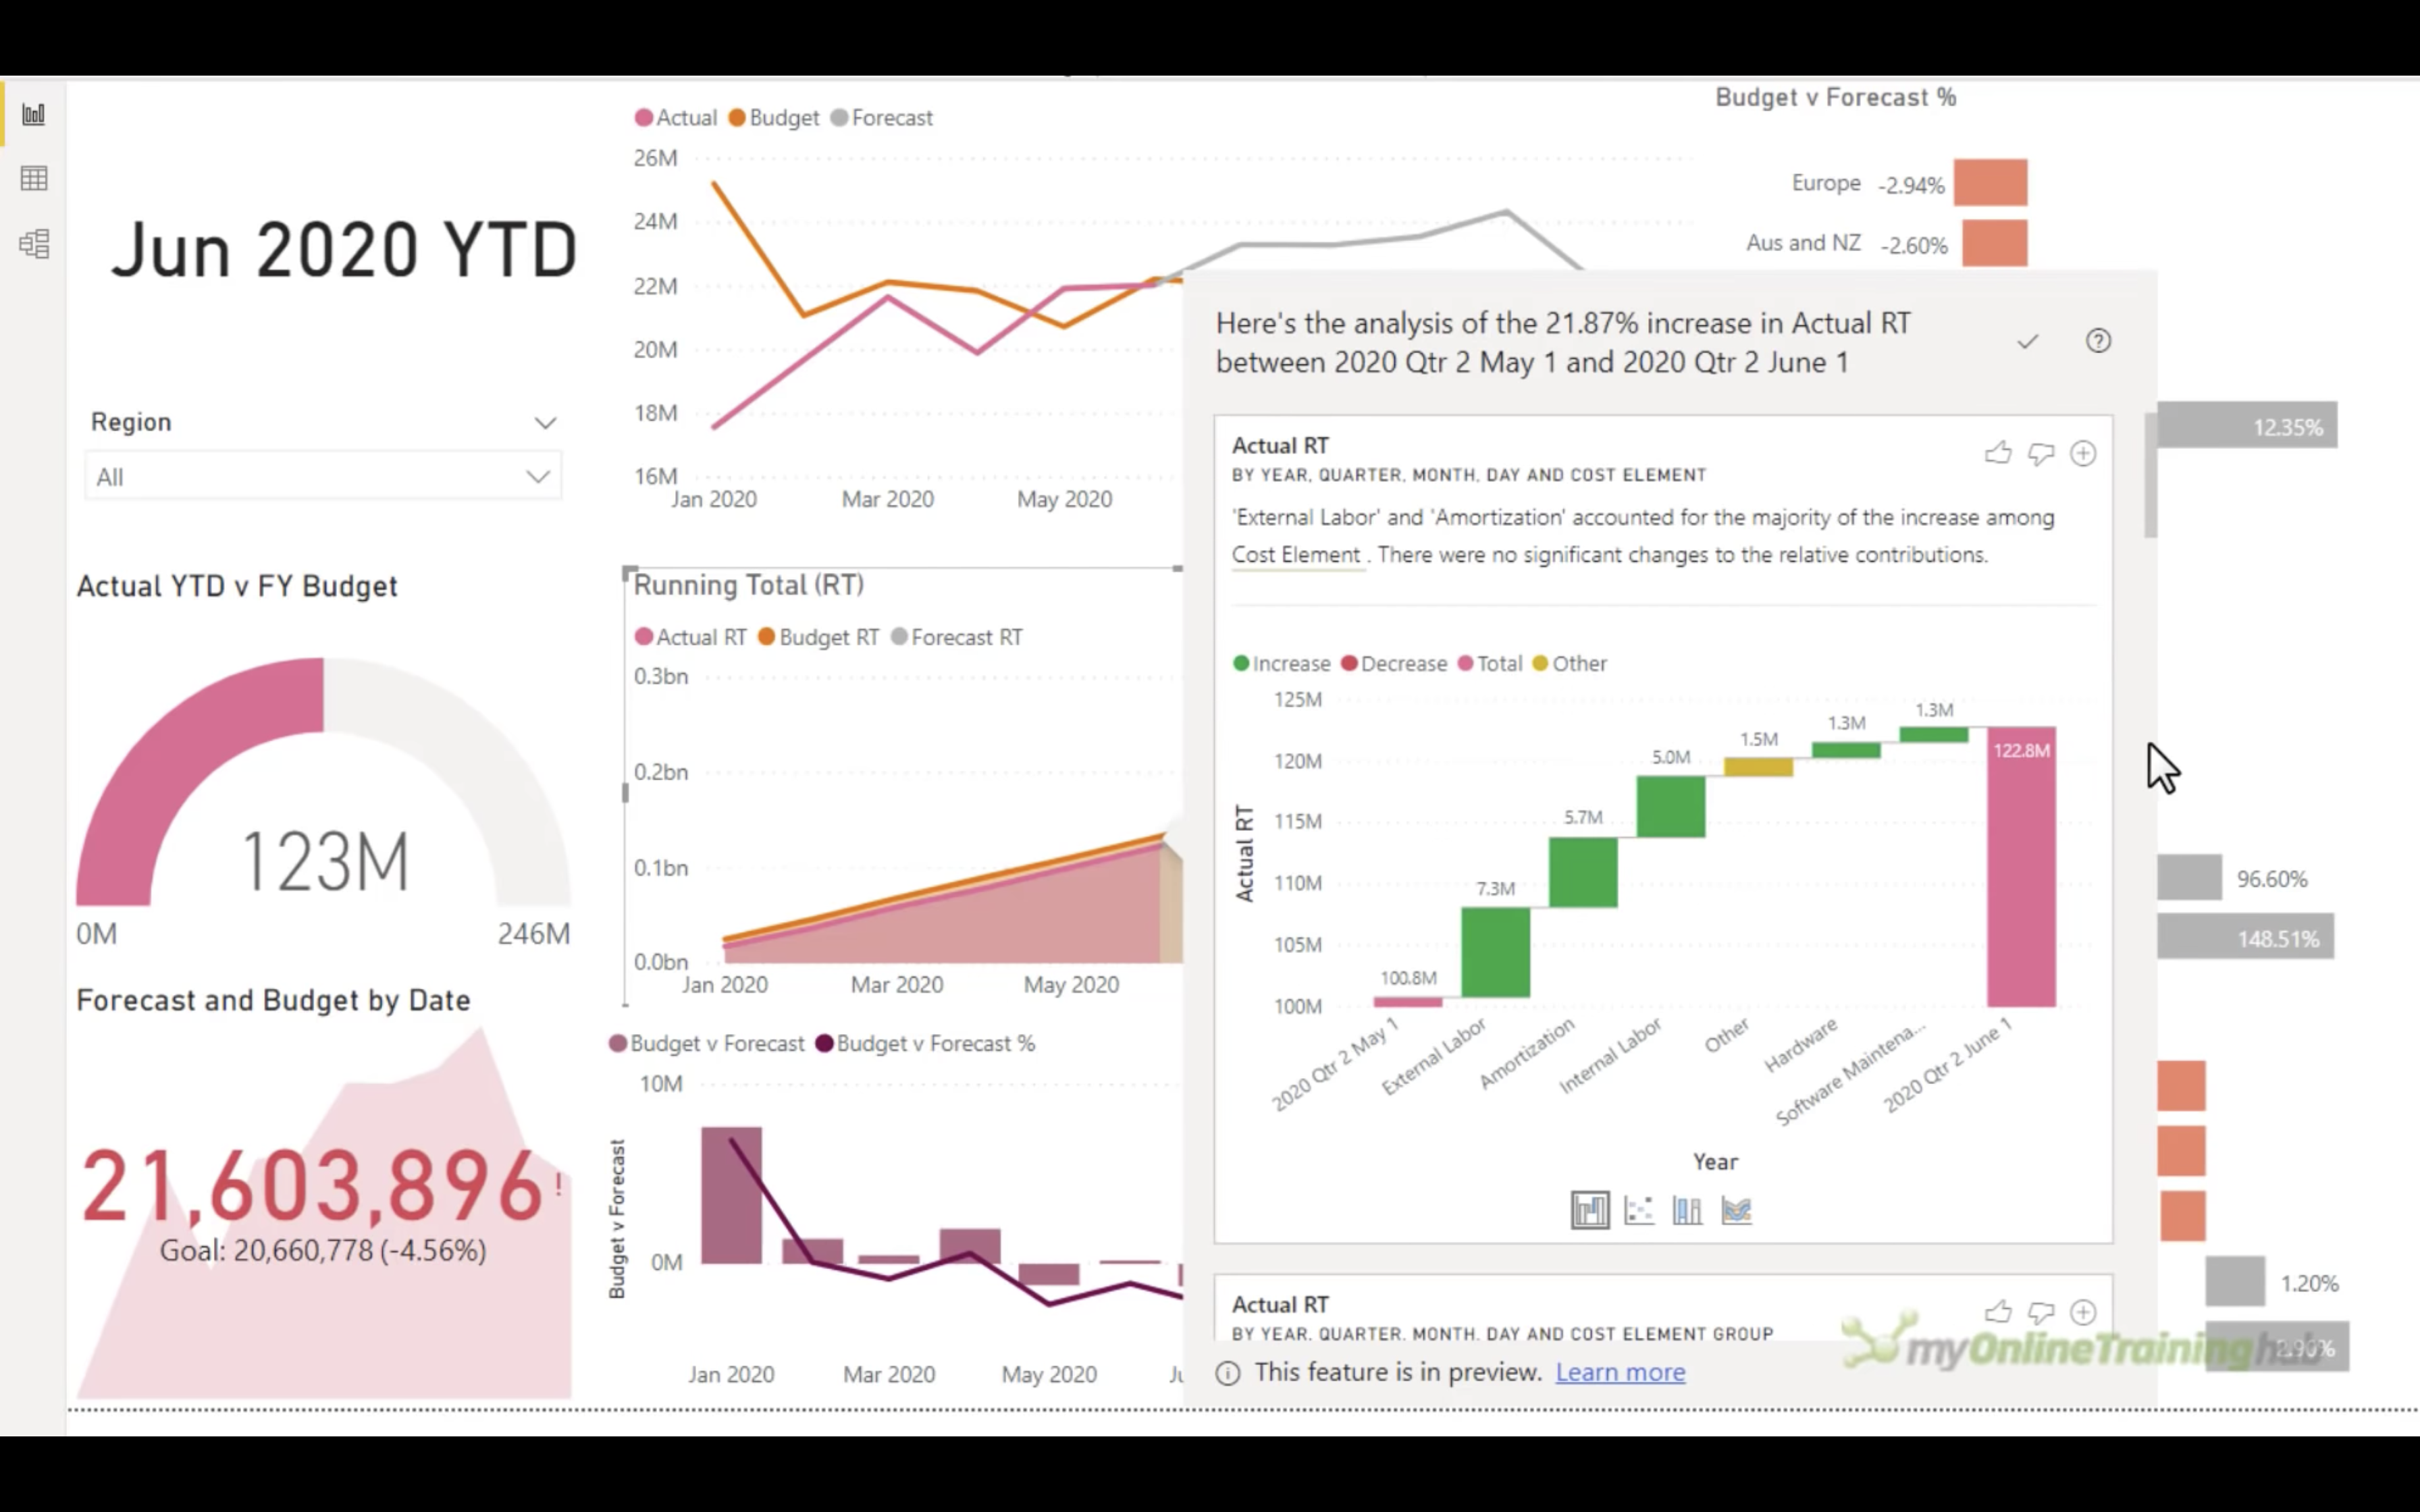 Jun 2020 YTD
Region
All
Actual YTD v FY Budget
123M
0M
246M
Forecast and Budget by Date
21,603,896!
Goal: 20,660,778 (-4.56%)
Actual Budget Forecast
26M
24M
22M
20M
18M
16M
Jan 2020 Mar 2020 May 2020
Running Total (RT)
Actual RT Budget RT Forecast RT
0.3bn
0.2bn
0.1bn
0.0bn
Jan 2020 Mar 2020 May 2020
Budget v Forecast Budget v Forecast %
10M
0M
Budget v Forecast
Jan 2020 Mar 2020 May 2020
Budget v Forecast %
Europe -2.94%
Aus and NZ -2.60%
12.35%
96.60%
148.51%
1.20%
Here's the analysis of the 21.87% increase in Actual RT
between 2020 Qtr 2 May 1 and 2020 Qtr 2 June 1
Actual RT
BY YEAR, QUARTER, MONTH, DAY AND COST ELEMENT
'External Labor' and 'Amortization' accounted for the majority of the increase among
Cost Element . There were no significant changes to the relative contributions.
Increase Decrease Total Other
125M
120M
115M
110M
105M
100M
Actual RT
100.8M
7.3M
5.7M
5.0M
1.5M
1.3M
1.3M
122.8M
2020 Qtr 2 May 1
External Labor
Amortization
Internal Labor
Other
Hardware
Software Maintena...
2020 Qtr 2 June 1
Year
Actual RT
BY YEAR, QUARTER, MONTH, DAY AND COST ELEMENT GROUP
This feature is in preview. Learn more
myOnlineTraininghub